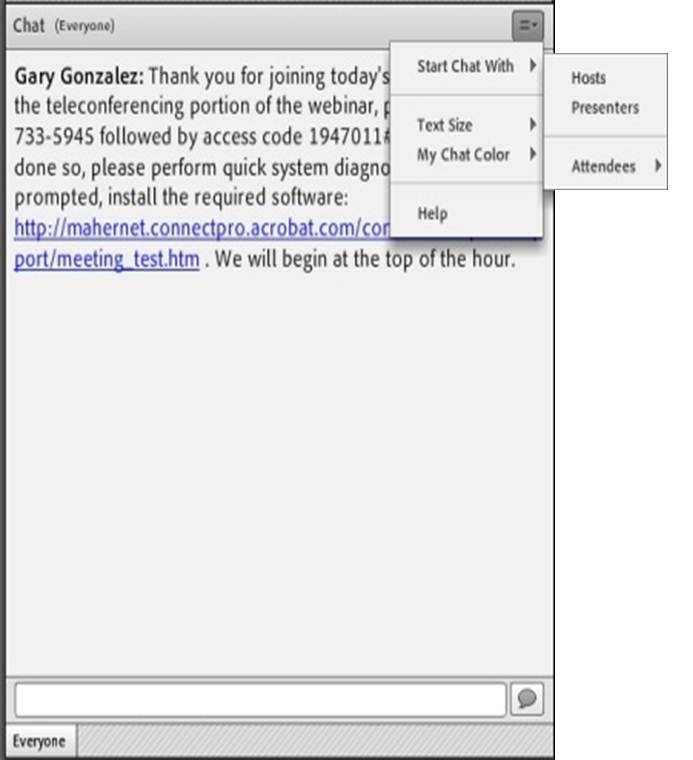 Chat (Everyone)
Gary Gonzalez: Thank you for joining today's
the teleconferencing portion of the webinar,
733-5945 followed by access code 1947011#
done so, please perform quick system
prompted, install the required software:
http://mahernet.connectpro.acrobat.com/
port/meeting_test.htm . We will begin at the top of the hour.
Start Chat With
Text Size
My Chat Color
Help
Hosts
Presenters
Attendees
Everyone